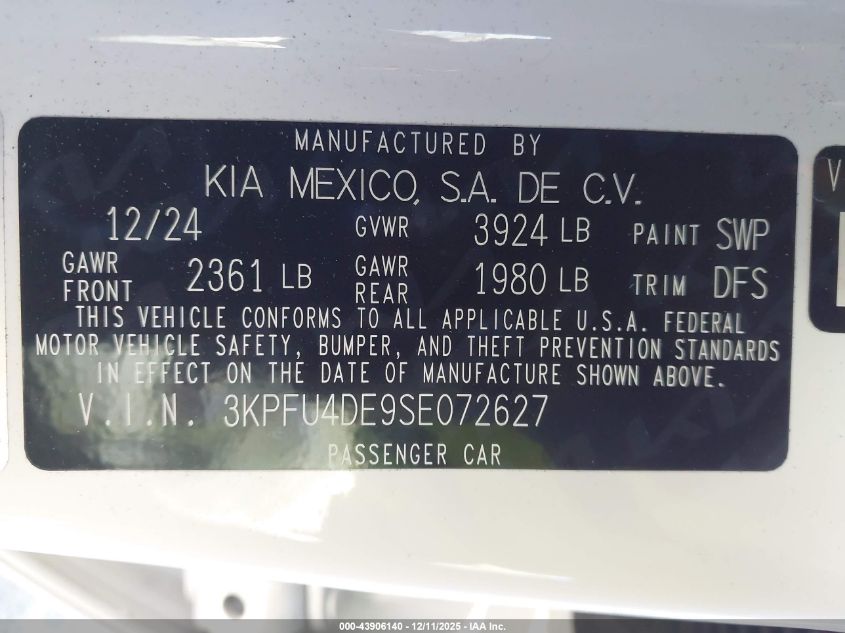 MANUFACTURED BY
KIA MEXICO, S.A. DE C.V.
12/24 GVWR 3924 LB PAINT SWP
GAWR FRONT 2361 LB GAWR REAR 1980 LB TRIM DFS
THIS VEHICLE CONFORMS TO ALL APPLICABLE U.S.A. FEDERAL
MOTOR VEHICLE SAFETY, BUMPER, AND THEFT PREVENTION STANDARDS
IN EFFECT ON THE DATE OF MANUFACTURE SHOWN ABOVE.
V.I.N. 3KPFU4DE9SE072627
PASSENGER CAR
V
000-43906140 - 12/11/2025 - IAA Inc.